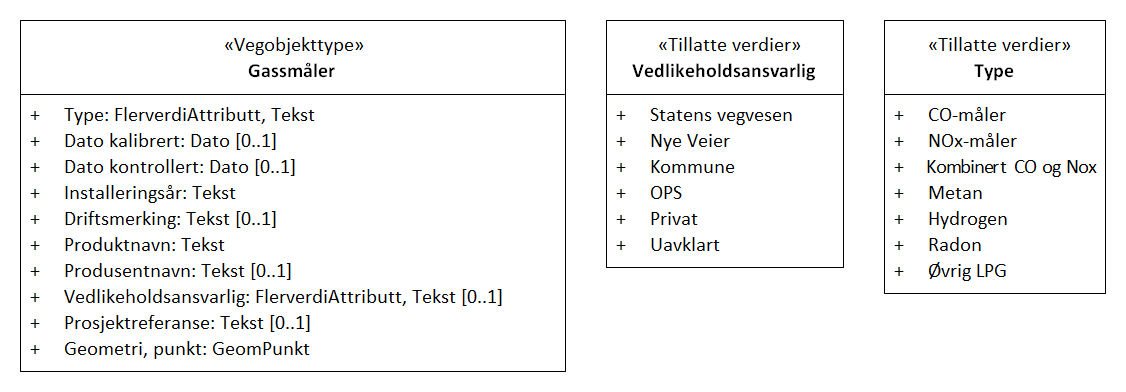 «Vegobjekttype»
Gassmåler
+ Type: FlerverdiAttributt, Tekst
+ Dato kalibrert: Dato [0..1]
+ Dato kontrollert: Dato [0..1]
+ Installeringsår: Tekst
+ Driftsmerking: Tekst [0..1]
+ Produktnavn: Tekst
+ Produsentnavn: Tekst [0..1]
+ Vedlikeholdsansvarlig: FlerverdiAttributt, Tekst [0..1]
+ Prosjektreferanse: Tekst [0..1]
+ Geometri, punkt: GeomPunkt
«Tillatte verdier»
Vedlikeholdsansvarlig
+ Statens vegvesen
+ Nye Veier
+ Kommune
+ OPS
+ Privat
+ Uavklart
«Tillatte verdier»
Type
+ CO-måler
+ NOx-måler
+ Kombinert CO og Nox
+ Metan
+ Hydrogen
+ Radon
+ Øvrig LPG